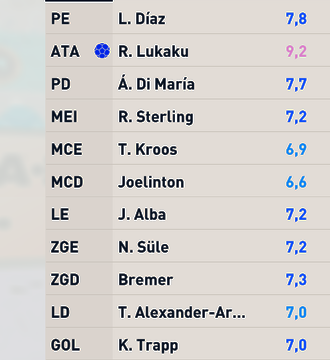 PE L. Díaz 7,8
ATA R. Lukaku 9,2
PD Á. Di María 7,7
MEI R. Sterling 7,2
MCE T. Kroos 6,9
MCD Joelinton 6,6
LE J. Alba 7,2
ZGE N. Süle 7,2
ZGD Bremer 7,3
LD T. Alexander-Ar... 7,0
GOL K. Trapp 7,0